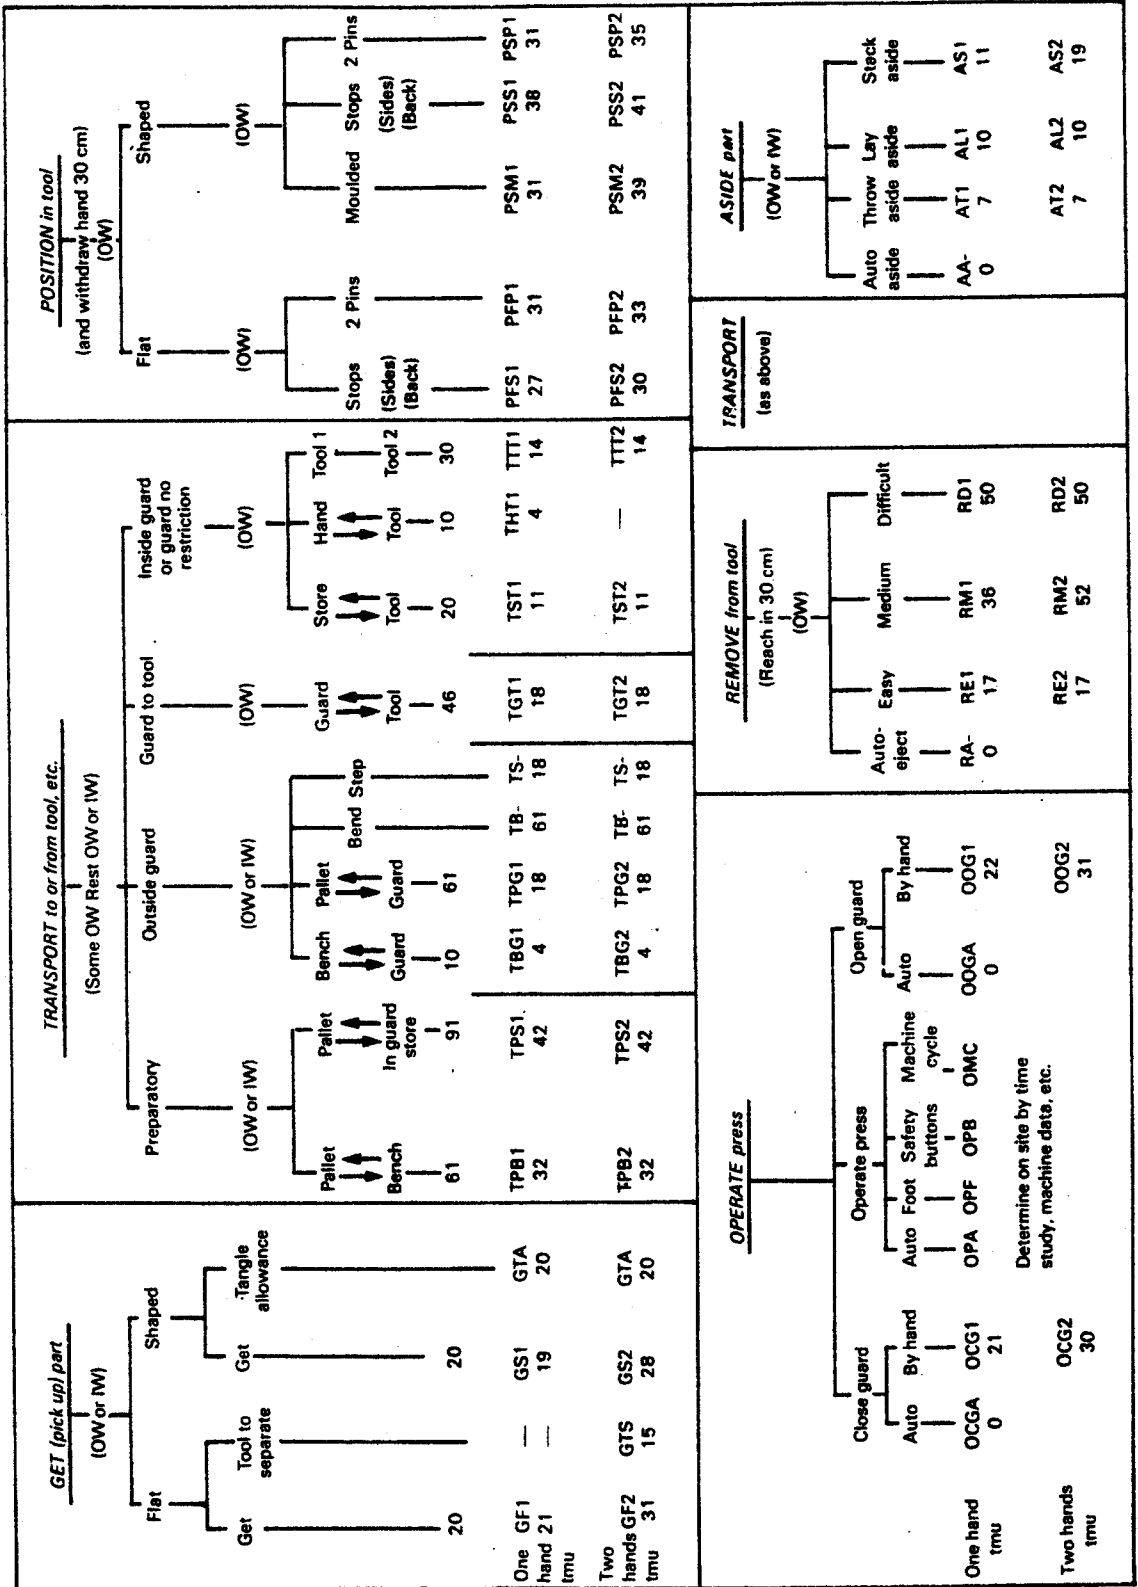 GET (pick up) part
(OW or IW)
Flat
Shaped
Get
Tool to
separate
Get
Tangle
allowance
20
20
One GF1 — GS1 GTA
hand 21 19 20
tmu
Two
hands GF2 GTS GS2 GTA
tmu 31 15 28 20
TRANSPORT to or from tool, etc.
(Some OW Rest OW or IW)
Preparatory
Outside guard
Guard to tool
Inside guard
or guard no
restriction
(OW or IW)
(OW or IW)
(OW)
(OW)
Pallet
Bench
61
Pallet
In guard
store
91
Bench
Guard
10
Pallet
Guard
61
Bend
Step
Guard
Tool
46
Store
Tool
20
Hand
Tool
10
Tool 1
Tool 2
30
TPB1 TPS1 TBG1 TPG1 TB- TS- TGT1 TST1 THT1 TTT1
32 42 4 18 61 18 18 11 4 14
TPB2 TPS2 TBG2 TPG2 TB- TS- TGT2 TST2 — TTT2
32 42 4 18 61 18 18 11 14
POSITION in tool
(and withdraw hand 30 cm)
(OW)
Flat
Shaped
(OW)
(OW)
Stops
(Sides)
(Back)
2 Pins
Moulded
Stops
(Sides)
(Back)
2 Pins
PFS1 PFP1 PSM1 PSS1 PSP1
27 31 31 38 31
PFS2 PFP2 PSM2 PSS2 PSP2
30 33 39 41 35
OPERATE press
Close guard
Operate press
Open guard
Auto
By hand
Auto
Foot
Safety
buttons
Machine
cycle
Auto
By hand
One hand OCGA OCG1 OPA OPF OPB OMC OOGA OOG1
tmu 0 21 0 22
Determine on site by time
study, machine data, etc.
Two hands OCG2 OOG2
tmu 30 31
REMOVE from tool
(Reach in 30 cm)
(OW)
Auto-
eject
Easy
Medium
Difficult
RA- RE1 RM1 RD1
0 17 36 50
RE2 RM2 RD2
17 52 50
TRANSPORT
(as above)
ASIDE part
(OW or IW)
Auto
aside
Throw
aside
Lay
aside
Stack
aside
AA- AT1 AL1 AS1
0 7 10 11
AT2 AL2 AS2
7 10 19